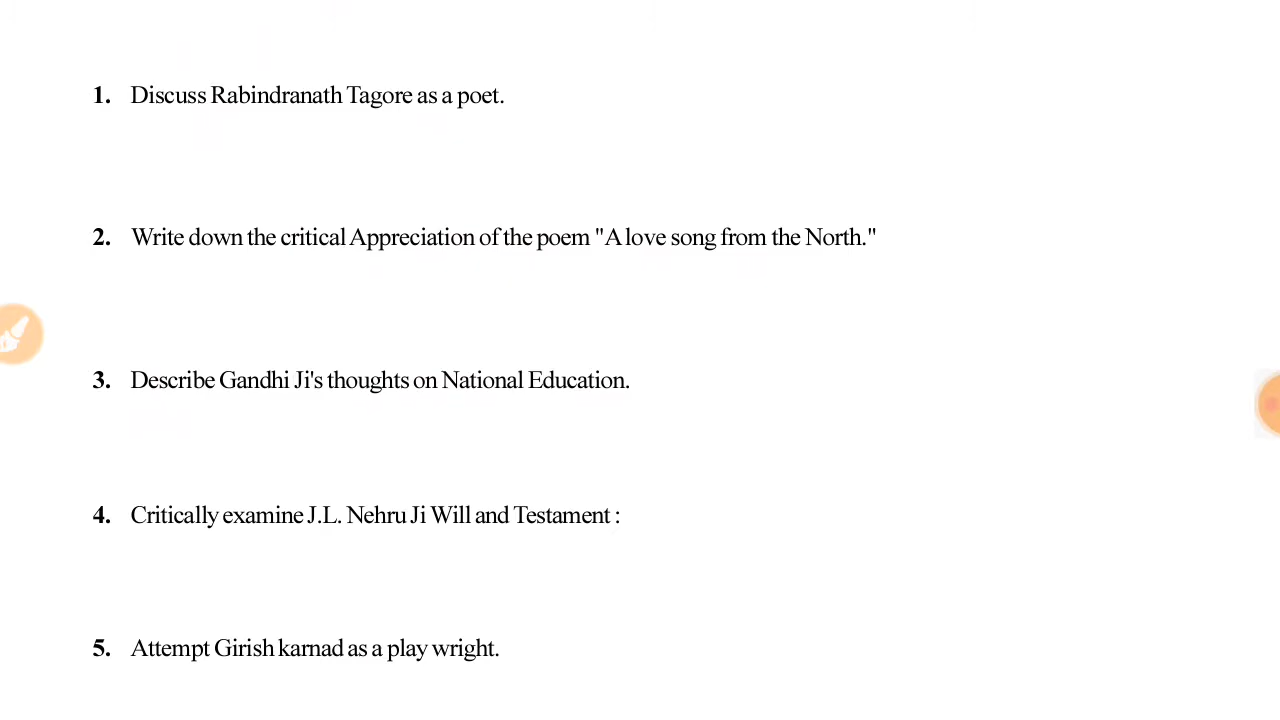 1. Discuss Rabindranath Tagore as a poet.
2. Write down the critical Appreciation of the poem "A love song from the North."
3. Describe Gandhi Ji's thoughts on National Education.
4. Critically examine J.L. Nehru Ji Will and Testament :
5. Attempt Girish karnad as a play wright.